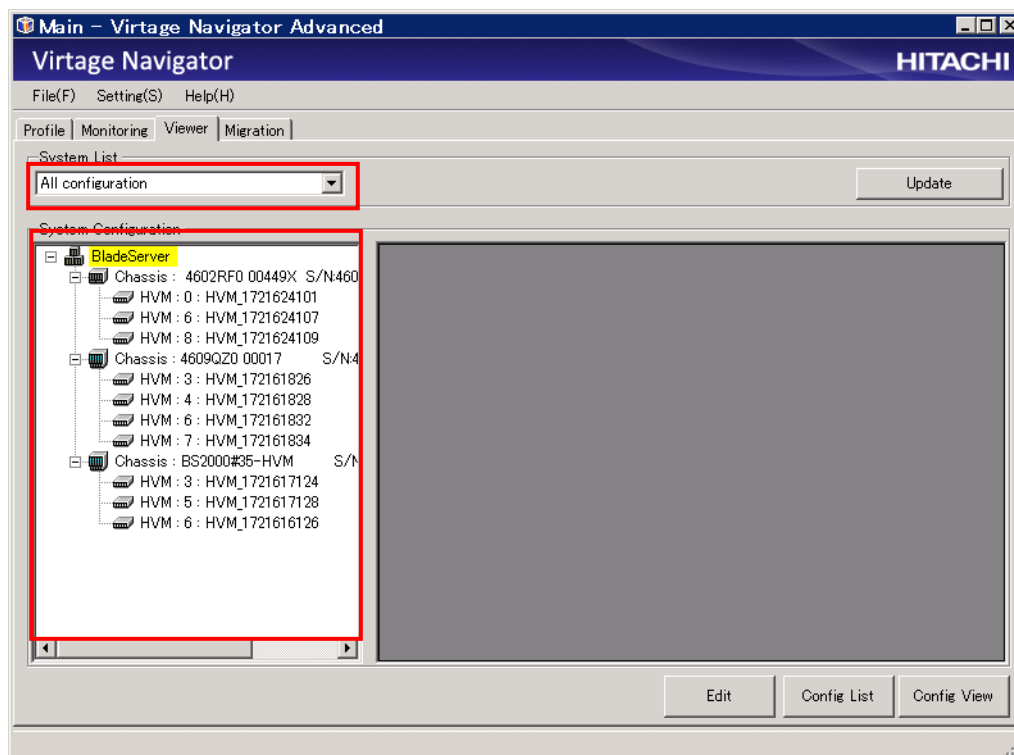 Main - Virtage Navigator Advanced
Virtage Navigator HITACHI
File(F) Setting(S) Help(H)
Profile Monitoring Viewer Migration
System List
All configuration Update
System Configuration
BladeServer
Chassis : 4602RF0 00449X S/N:460
HVM : 0 : HVM_1721624101
HVM : 6 : HVM_1721624107
HVM : 8 : HVM_1721624109
Chassis : 4609QZ0 00017 S/N:4
HVM : 3 : HVM_172161826
HVM : 4 : HVM_172161828
HVM : 6 : HVM_172161832
HVM : 7 : HVM_172161834
Chassis : BS2000#35-HVM S/N
HVM : 3 : HVM_1721617124
HVM : 5 : HVM_1721617128
HVM : 6 : HVM_1721616126
Edit Config List Config View